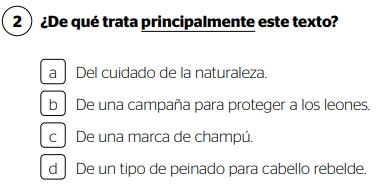 2 ¿De qué trata principalmente este texto?
a Del cuidado de la naturaleza.
b De una campaña para proteger a los leones.
c De una marca de champú.
d De un tipo de peinado para cabello rebelde.